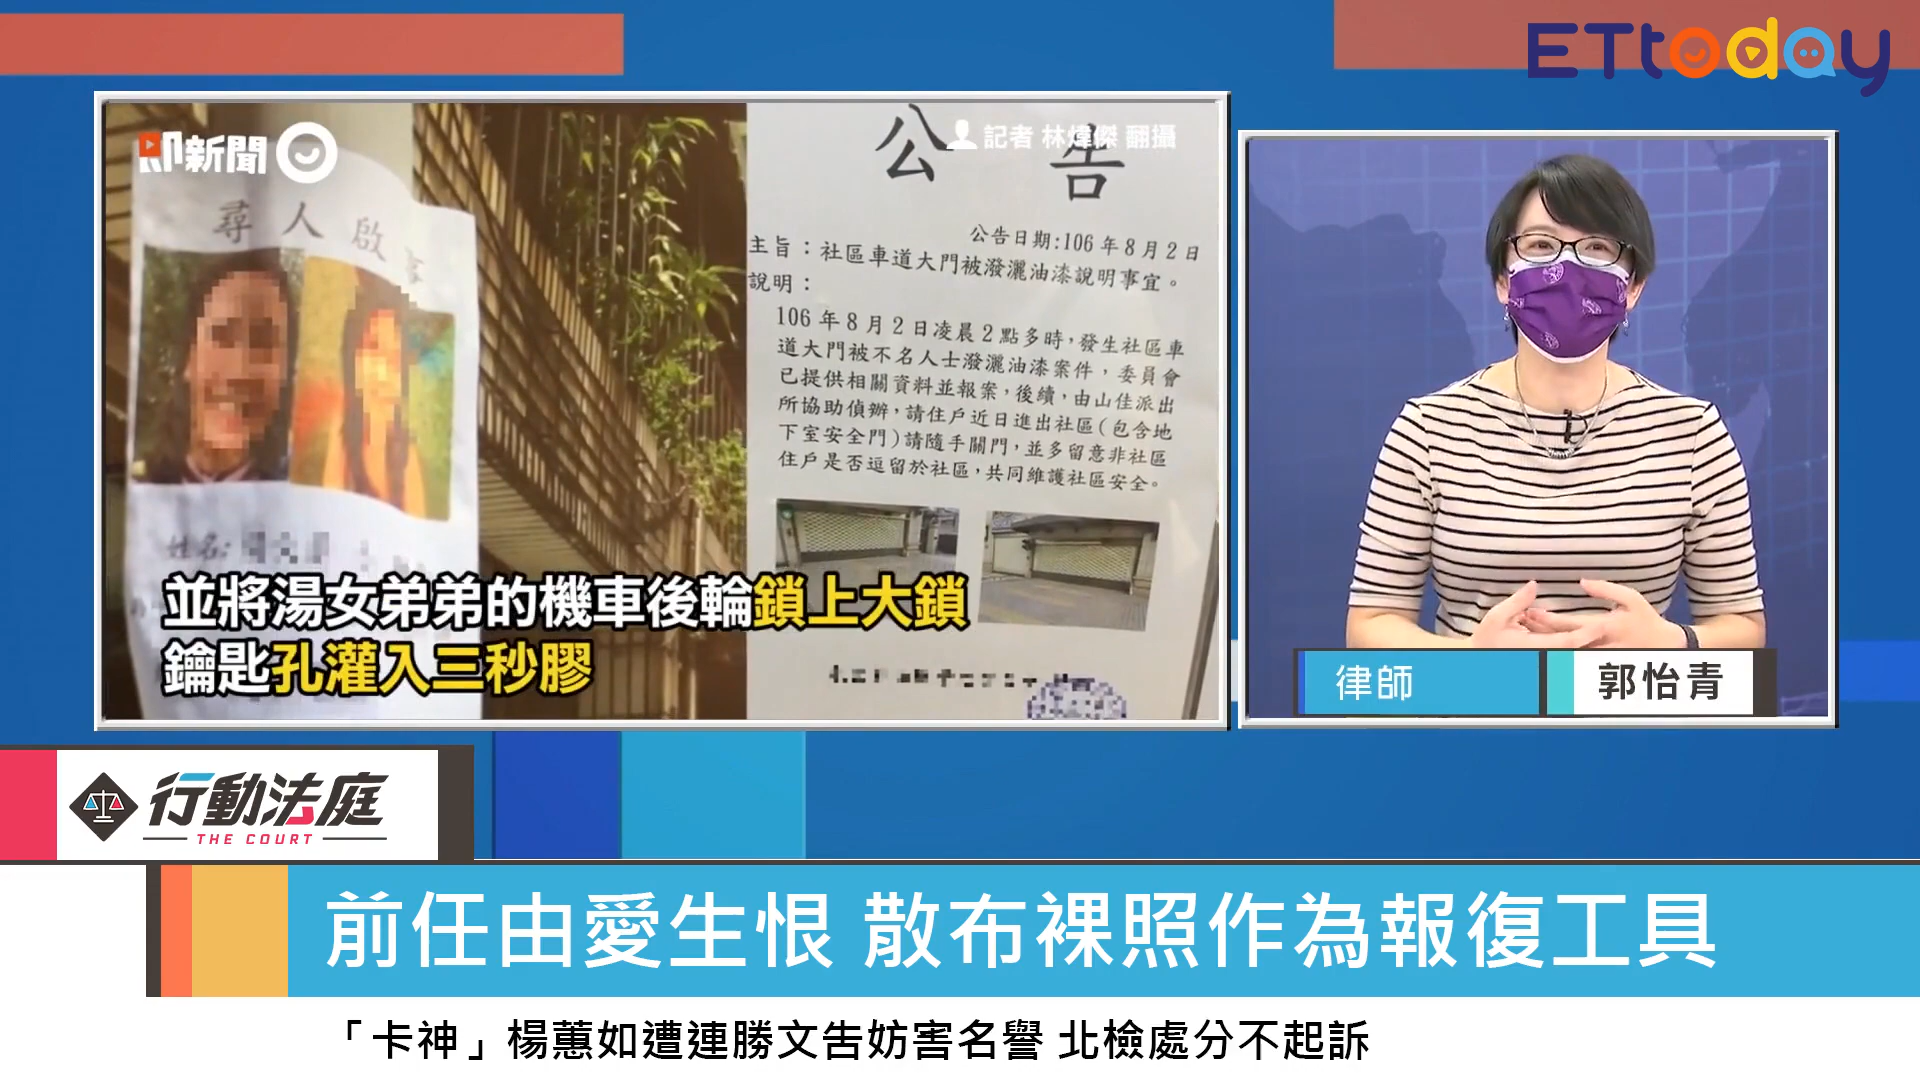 ETtoday
即新聞
記者 林煒傑 翻攝
尋人啟
姓名:
公告
公告日期:106年8月2日
主旨:社區車道大門被潑灑油漆說明事宜。
說明:
106年8月2日凌晨2點多時,發生社區車
道大門被不名人士潑灑油漆案件,委員會
已提供相關資料並報案,後續,由山佳派出
所協助偵辦,請住戶近日進出社區(包含地
下室安全門)請隨手關門,並多留意非社區
住戶是否逗留於社區,共同維護社區安全。
並將湯女弟弟的機車後輪鎖上大鎖
鑰匙孔灌入三秒膠
律師 郭怡青
行動法庭
THE COURT
前任由愛生恨 散布裸照作為報復工具
「卡神」楊蕙如遭連勝文告妨害名譽 北檢處分不起訴